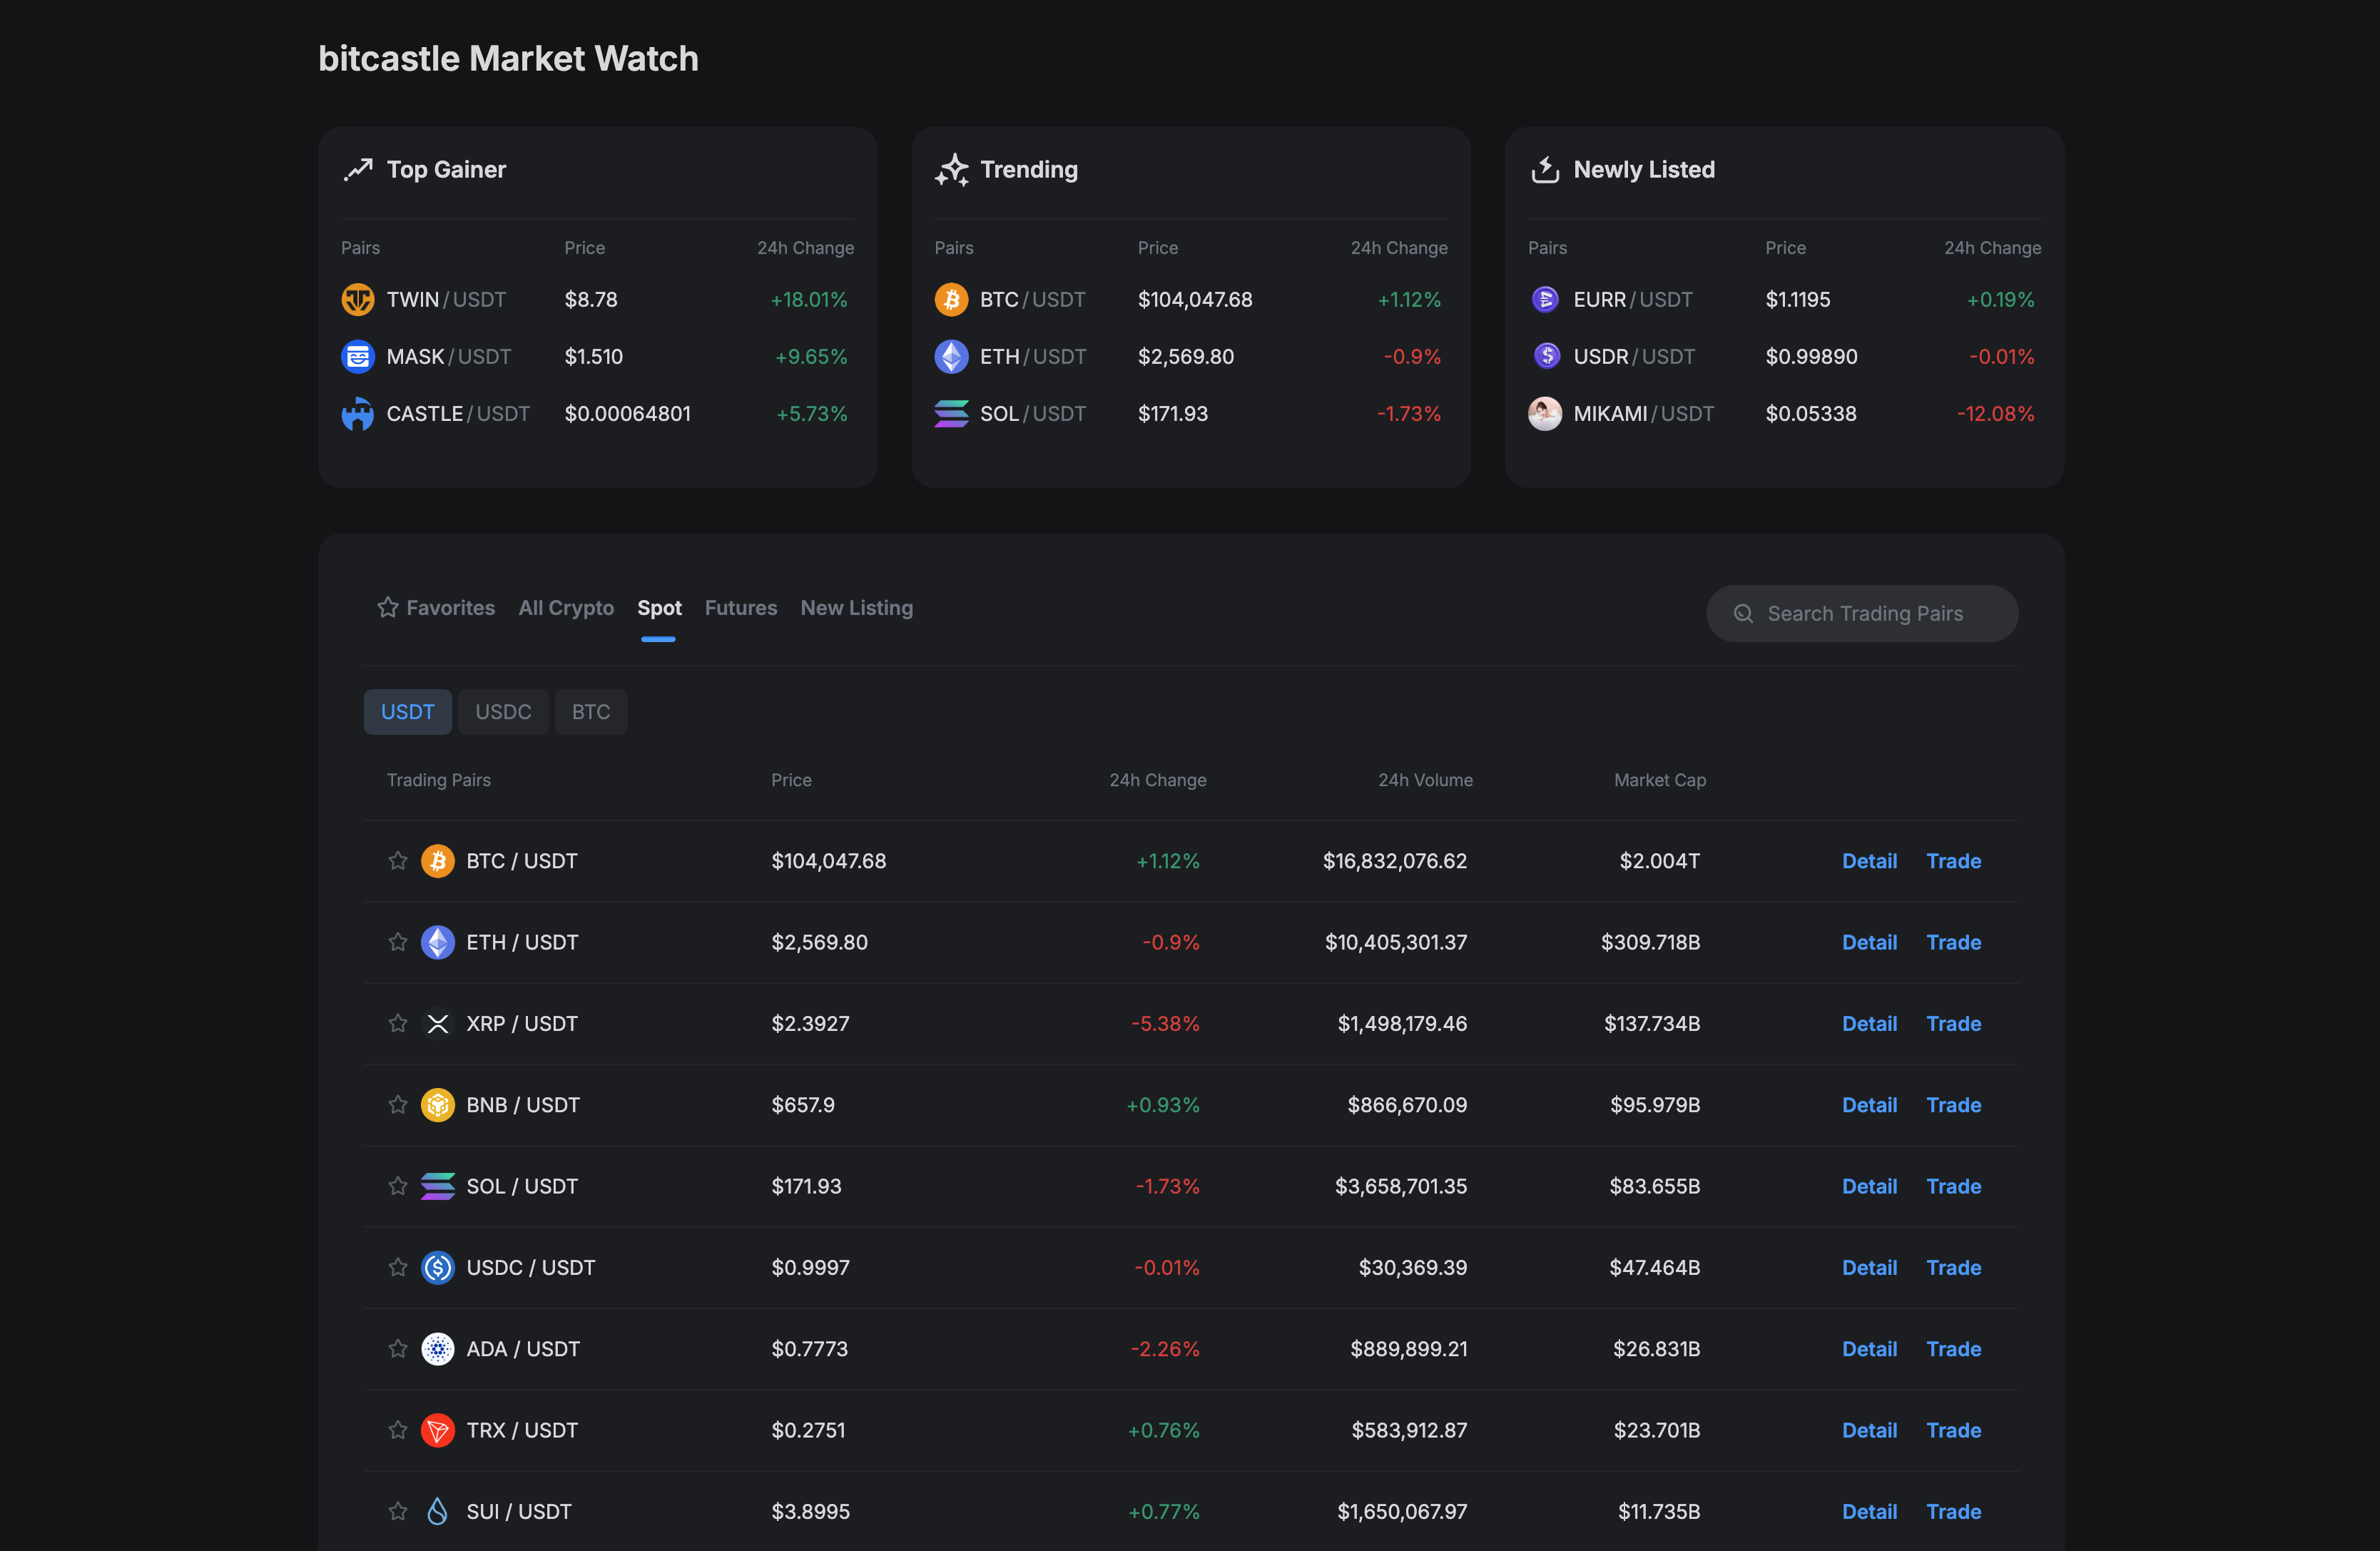 bitcastle Market Watch
Top Gainer
Pairs Price 24h Change
TWIN/USDT $8.78 +18.01%
MASK/USDT $1.510 +9.65%
CASTLE/USDT $0.00064801 +5.73%
Trending
Pairs Price 24h Change
BTC/USDT $104,047.68 +1.12%
ETH/USDT $2,569.80 -0.9%
SOL/USDT $171.93 -1.73%
Newly Listed
Pairs Price 24h Change
EURR/USDT $1.1195 +0.19%
USDR/USDT $0.99890 -0.01%
MIKAMI/USDT $0.05338 -12.08%
Favorites All Crypto Spot Futures New Listing Search Trading Pairs
USDT USDC BTC
Trading Pairs Price 24h Change 24h Volume Market Cap
BTC / USDT $104,047.68 +1.12% $16,832,076.62 $2.004T Detail Trade
ETH / USDT $2,569.80 -0.9% $10,405,301.37 $309.718B Detail Trade
XRP / USDT $2.3927 -5.38% $1,498,179.46 $137.734B Detail Trade
BNB / USDT $657.9 +0.93% $866,670.09 $95.979B Detail Trade
SOL / USDT $171.93 -1.73% $3,658,701.35 $83.655B Detail Trade
USDC / USDT $0.9997 -0.01% $30,369.39 $47.464B Detail Trade
ADA / USDT $0.7773 -2.26% $889,899.21 $26.831B Detail Trade
TRX / USDT $0.2751 +0.76% $583,912.87 $23.701B Detail Trade
SUI / USDT $3.8995 +0.77% $1,650,067.97 $11.735B Detail Trade